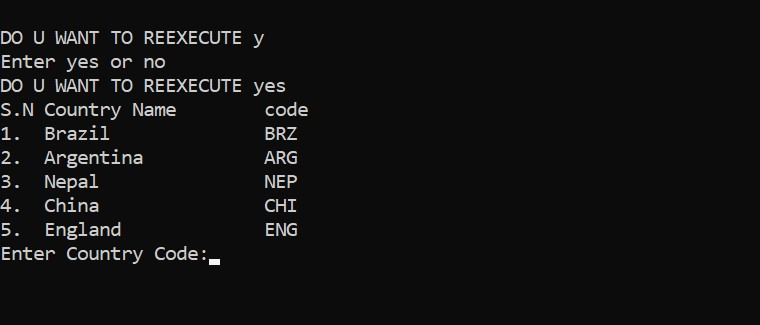 DO U WANT TO REEXECUTE y
Enter yes or no
DO U WANT TO REEXECUTE yes
S.N Country Name        code
1.  Brazil              BRZ
2.  Argentina           ARG
3.  Nepal               NEP
4.  China               CHI
5.  England             ENG
Enter Country Code: